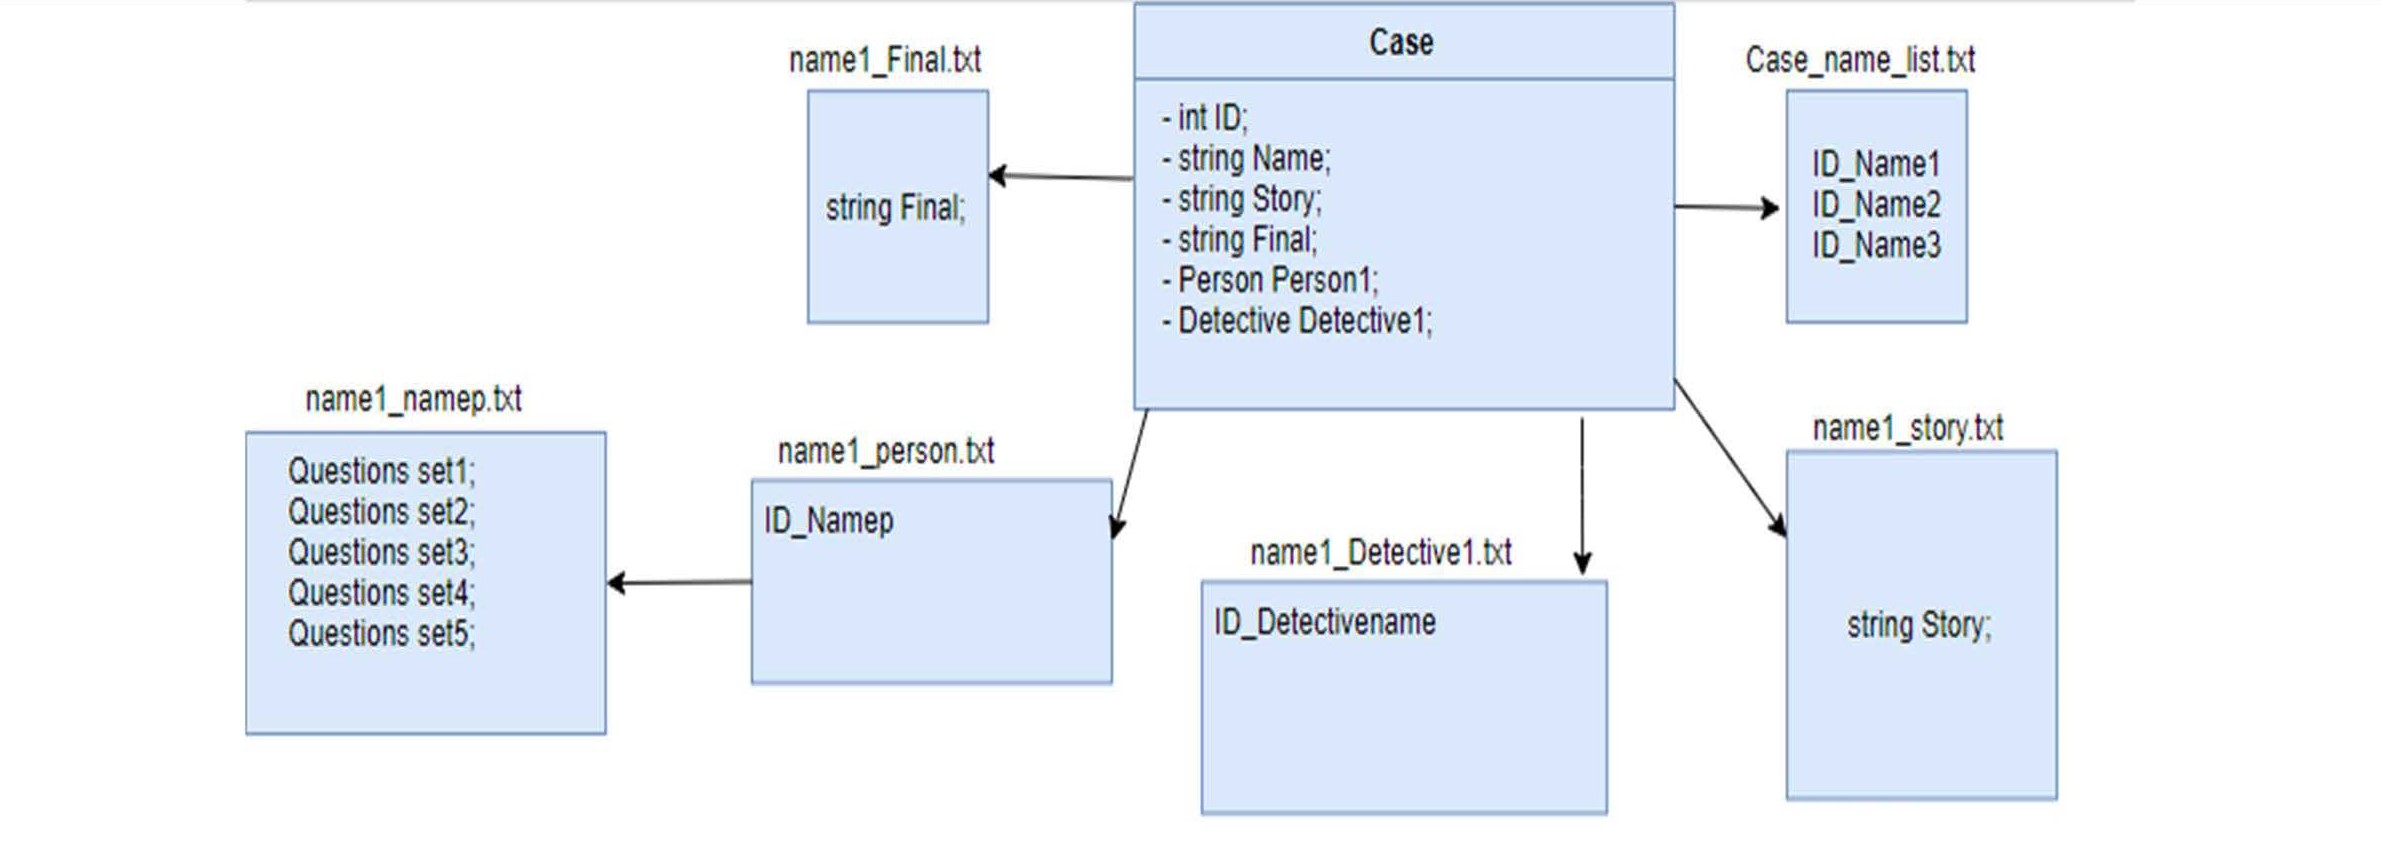 Case
- int ID;
- string Name;
- string Story;
- string Final;
- Person Person1;
- Detective Detective1;
name1_Final.txt
string Final;
Case_name_list.txt
ID_Name1
ID_Name2
ID_Name3
name1_namep.txt
Questions set1;
Questions set2;
Questions set3;
Questions set4;
Questions set5;
name1_person.txt
ID_Namep
name1_Detective1.txt
ID_Detectivename
name1_story.txt
string Story;